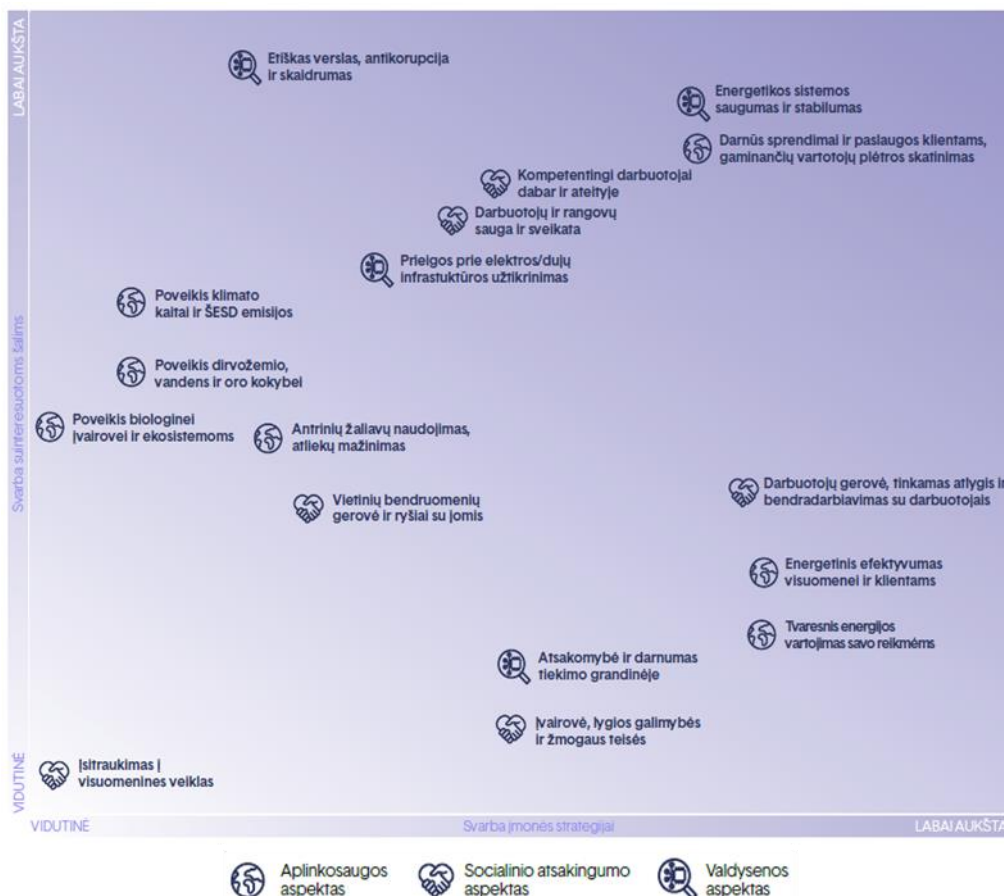 LABAI AUKŠTA
Etiškas verslas, antikorupcija
ir skaidrumas
Energetikos sistemos
saugumas ir stabilumas
Darnūs sprendimai ir paslaugos klientams,
gaminančių vartotojų plėtros skatinimas
Kompetentingi darbuotojai
dabar ir ateityje
Darbuotojų ir rangovų
sauga ir sveikata
Prieigos prie elektros/dujų
infrastuktūros užtikrinimas
Poveikis klimato
kaitai ir ŠESD emisijos
Svarba suinteresuotoms šalims
Poveikis dirvožemio,
vandens ir oro kokybei
Poveikis biologinei
įvairovei ir ekosistemoms
Antrinių žaliavų naudojimas,
atliekų mažinimas
Darbuotojų gerovė, tinkamas atlygis ir
bendradarbiavimas su darbuotojais
Vietinių bendruomenių
gerovė ir ryšiai su jomis
Energetinis efektyvumas
visuomenei ir klientams
Tvaresnis energijos
vartojimas savo reikmėms
Atsakomybė ir darnumas
tiekimo grandinėje
Įvairovė, lygios galimybės
ir žmogaus teisės
Įsitraukimas į
visuomenines veiklas
VIDUTINĖ
VIDUTINĖ
Svarba įmonės strategijai
LABAI AUKŠTA
Aplinkosaugos
aspektas
Socialinio atsakingumo
aspektas
Valdysenos
aspektas